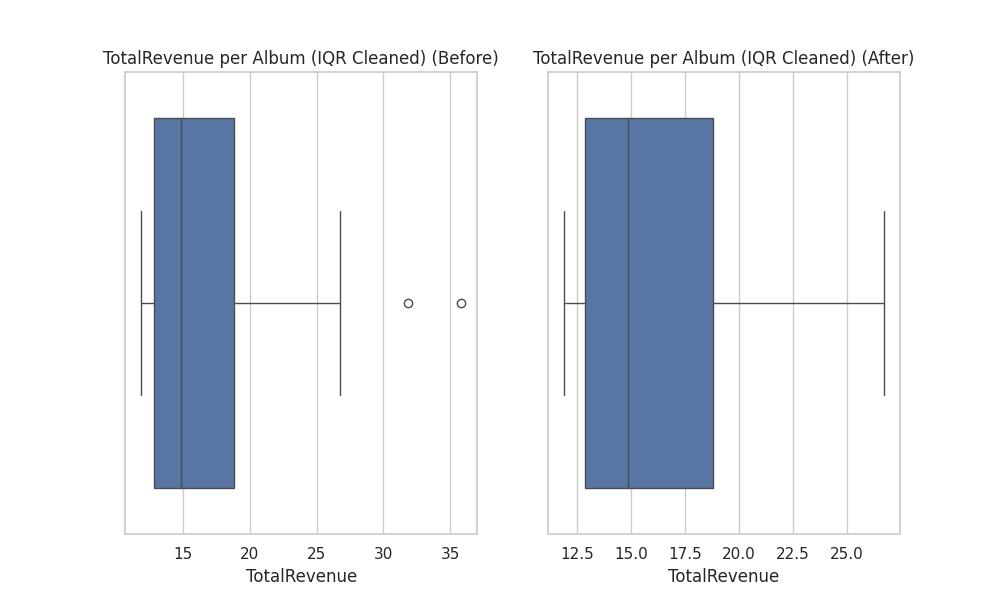 TotalRevenue per Album (IQR Cleaned) (Before)
15 20 25 30 35
TotalRevenue
TotalRevenue per Album (IQR Cleaned) (After)
12.5 15.0 17.5 20.0 22.5 25.0
TotalRevenue